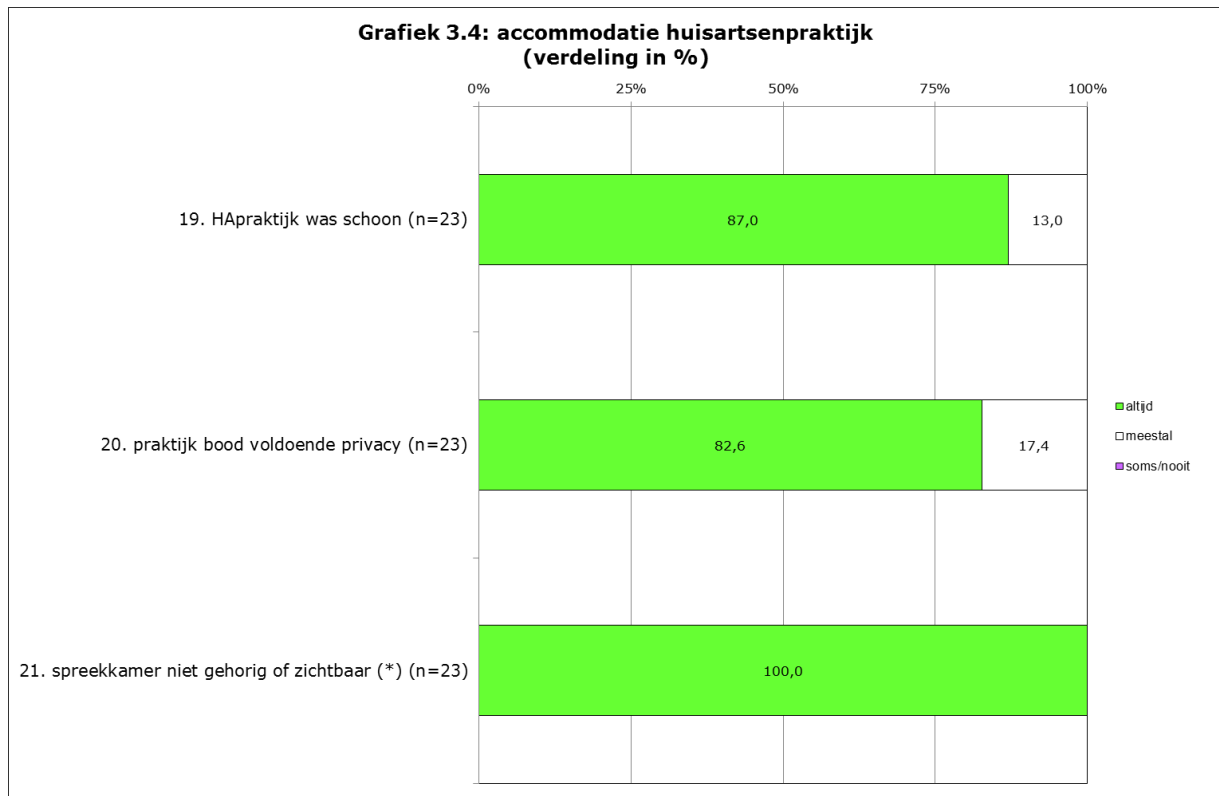 Grafiek 3.4: accommodatie huisartsenpraktijk
(verdeling in %)
0% 25% 50% 75% 100%
19. HApraktijk was schoon (n=23) 87,0 13,0
20. praktijk bood voldoende privacy (n=23) 82,6 17,4
21. spreekkamer niet gehorig of zichtbaar (*) (n=23) 100,0
altijd
meestal
soms/nooit